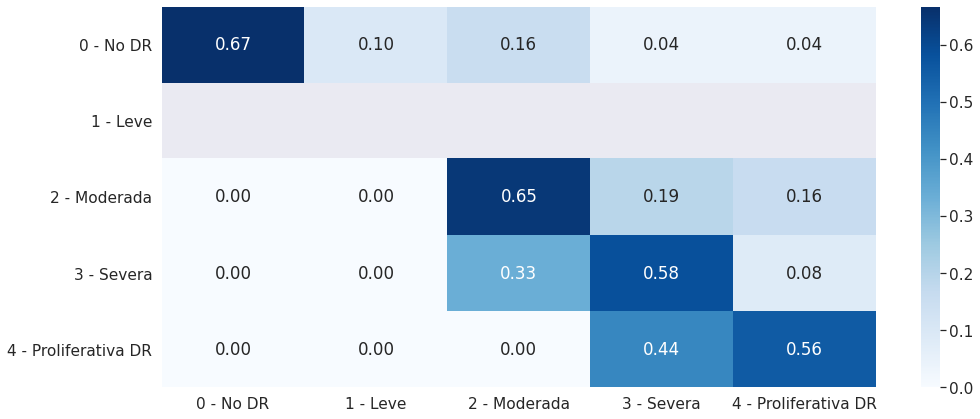 0 - No DR 0.67 0.10 0.16 0.04 0.04
1 - Leve
2 - Moderada 0.00 0.00 0.65 0.19 0.16
3 - Severa 0.00 0.00 0.33 0.58 0.08
4 - Proliferativa DR 0.00 0.00 0.00 0.44 0.56
0 - No DR 1 - Leve 2 - Moderada 3 - Severa 4 - Proliferativa DR
0.6
0.5
0.4
0.3
0.2
0.1
0.0